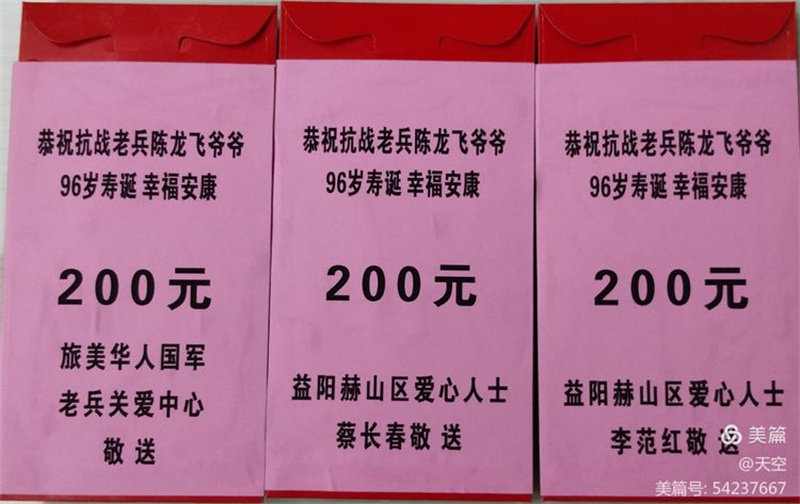 恭祝抗战老兵陈龙飞爷爷
96岁寿诞 幸福安康
200元
旅美华人国军
老兵关爱中心
敬 送
恭祝抗战老兵陈龙飞爷爷
96岁寿诞 幸福安康
200元
益阳赫山区爱心人士
蔡长春敬 送
恭祝抗战老兵陈龙飞爷爷
96岁寿诞 幸福安康
200元
益阳赫山区爱心人士
李范红敬 送
美篇
@天空
美篇号: 54237667